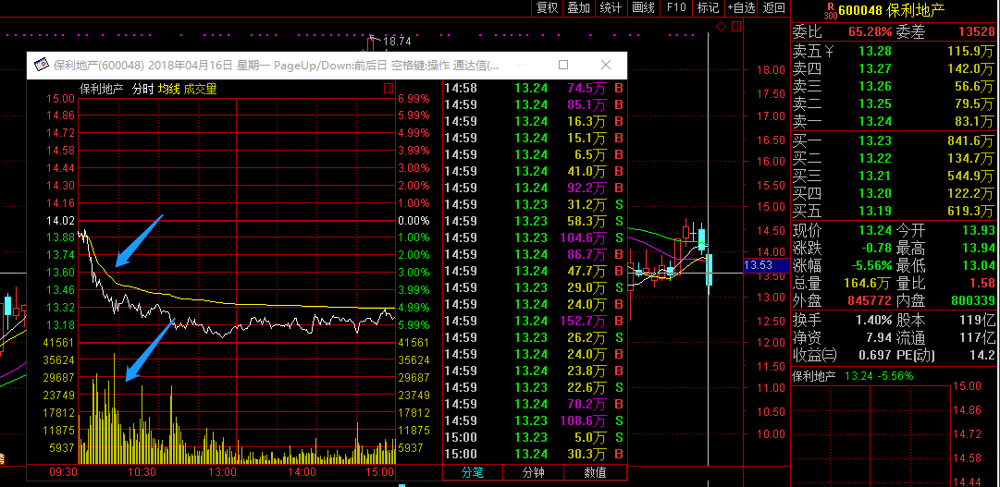 复权 叠加 统计 画线 F10 标记 +自选 返回
R 300 600048 保利地产
18.74
保利地产(600048) 2018年04月16日 星期一 PageUp/Down:前后日 空格键:操作 通达信(...
保利地产 分时 均线 成交量
15.00 6.99%
14.86 5.99%
14.72 4.99%
14.58 3.99%
14.44 3.00%
14.30 2.00%
14.16 1.00%
14.02 0.00%
13.88 1.00%
13.74 2.00%
13.60 3.00%
13.46 3.99%
13.32 4.99%
13.18 5.99%
41561 41561
35624 35624
29687 29687
23749 23749
17812 17812
11875 11875
5937 5937
09:30 10:30 13:00 14:00 15:00
14:58 13.24 74.5万 B
14:59 13.24 85.1万 B
14:59 13.24 16.3万 B
14:59 13.24 15.1万 B
14:59 13.24 6.5万 B
14:59 13.24 41.0万 B
14:59 13.24 92.2万 B
14:59 13.23 31.2万 S
14:59 13.23 58.3万 S
14:59 13.23 104.6万 S
14:59 13.24 86.7万 B
14:59 13.24 47.7万 B
14:59 13.23 29.0万 S
14:59 13.24 24.0万 B
14:59 13.24 152.7万 B
14:59 13.23 26.2万 S
14:59 13.24 24.0万 B
14:59 13.24 23.8万 B
14:59 13.23 22.6万 S
14:59 13.24 70.2万 B
14:59 13.23 108.6万 S
15:00 13.23 5.0万 S
15:00 13.24 30.3万 B
分笔 分钟 数值
18.00
17.50
17.00
16.50
16.00
15.50
15.00
14.50
14.00
13.53
13.50
13.00
12.50
12.00
11.50
11.00
10.50
10.00
委比 65.28% 委差 13528
卖五￥ 13.28 115.9万
卖四 13.27 142.0万
卖三 13.26 56.6万
卖二 13.25 79.5万
卖一 13.24 83.1万
买一 13.23 841.6万
买二 13.22 134.7万
买三 13.21 544.9万
买四 13.20 122.2万
买五 13.19 619.3万
现价 13.24 今开 13.93
涨跌 -0.78 最高 13.94
涨幅 -5.56% 最低 13.04
总量 164.6万 量比 1.58
外盘 845772 内盘 800339
换手 1.40% 股本 119亿
净资 7.94 流通 117亿
收益㈢ 0.697 PE(动) 14.2
保利地产 13.24 -5.56%
15.00
14.86
14.72
14.58
14.44